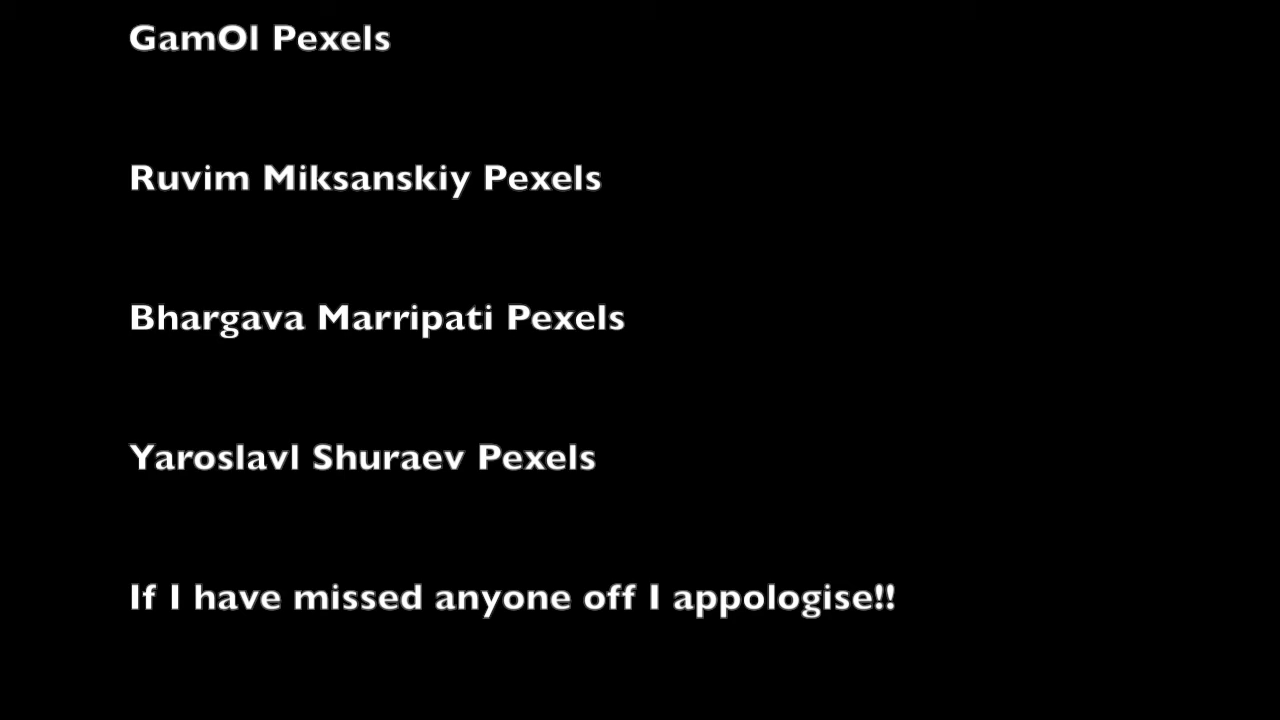 GamOl Pexels
Ruvim Miksanskiy Pexels
Bhargava Marripati Pexels
Yaroslavl Shuraev Pexels
If I have missed anyone off I appologise!!